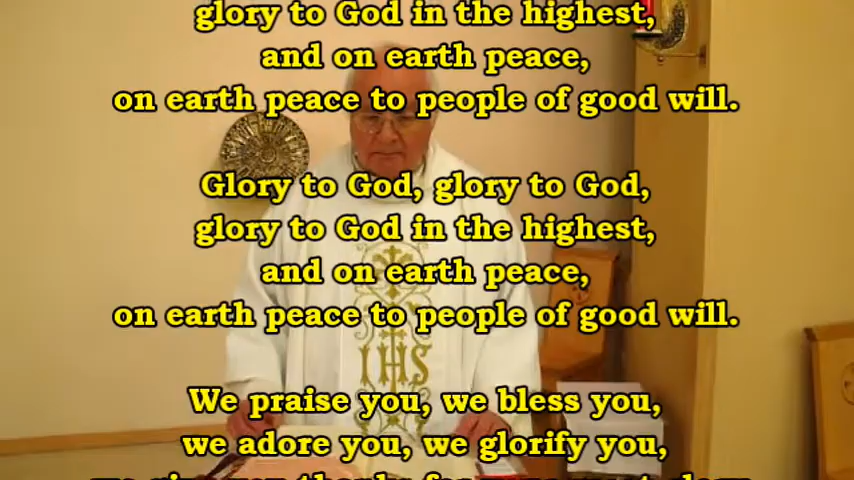 glory to God in the highest,
and on earth peace,
on earth peace to people of good will.
Glory to God, glory to God,
glory to God in the highest,
and on earth peace,
on earth peace to people of good will.
IHS
We praise you, we bless you,
we adore you, we glorify you,